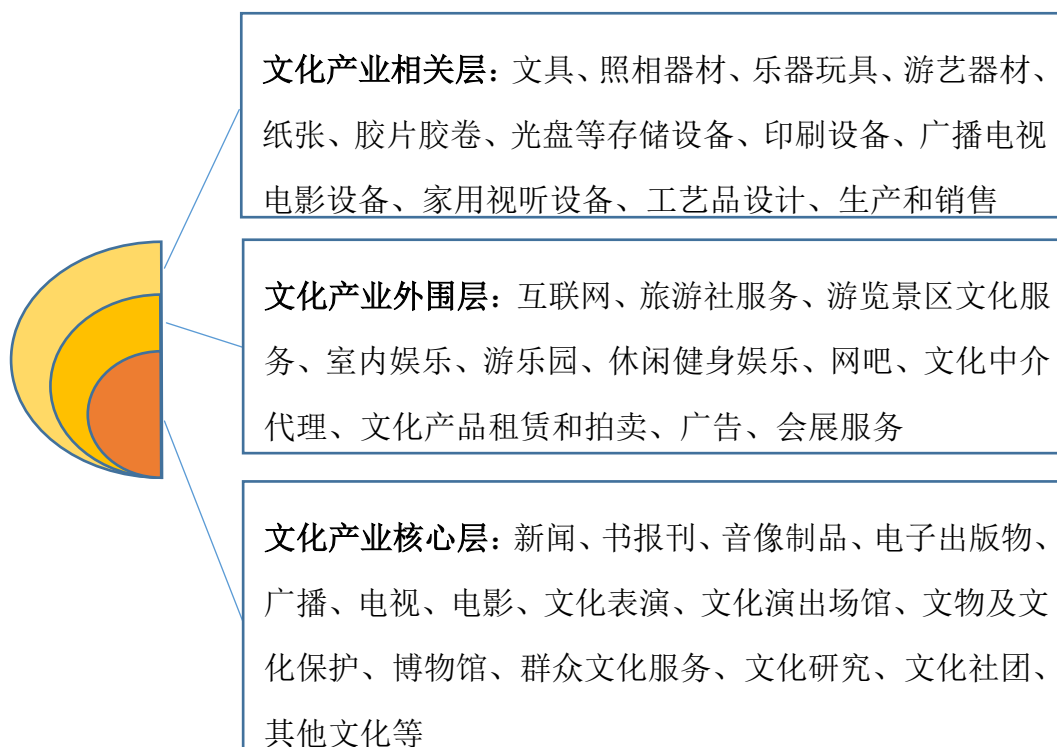 文化产业相关层：文具、照相器材、乐器玩具、游艺器材、
纸张、胶片胶卷、光盘等存储设备、印刷设备、广播电视
电影设备、家用视听设备、工艺品设计、生产和销售
文化产业外围层：互联网、旅游社服务、游览景区文化服
务、室内娱乐、游乐园、休闲健身娱乐、网吧、文化中介
代理、文化产品租赁和拍卖、广告、会展服务
文化产业核心层：新闻、书报刊、音像制品、电子出版物、
广播、电视、电影、文化表演、文化演出场馆、文物及文
化保护、博物馆、群众文化服务、文化研究、文化社团、
其他文化等